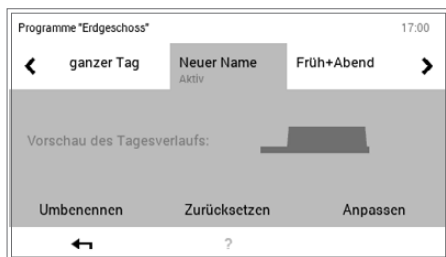 Programme "Erdgeschoss" 17:00
ganzer Tag Neuer Name Früh+Abend
Aktiv
Vorschau des Tagesverlaufs:
Umbenennen Zurücksetzen Anpassen
?